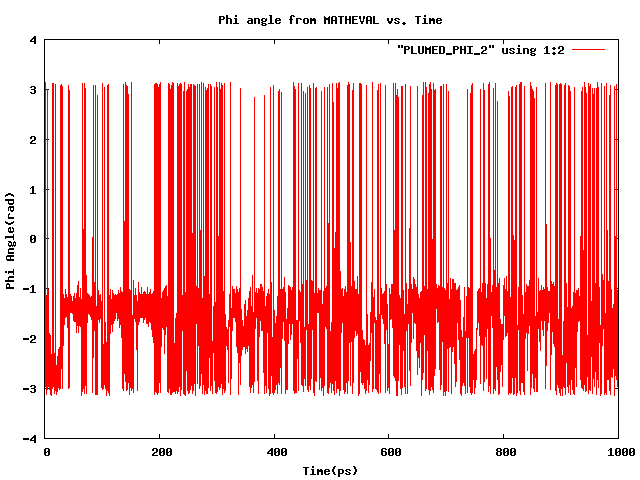 Phi angle from MATHEVAL vs. Time
"PLUMED_PHI_2" using 1:2
4
3
2
1
0
-1
-2
-3
-4
Phi Angle(rad)
0 200 400 600 800 1000
Time(ps)